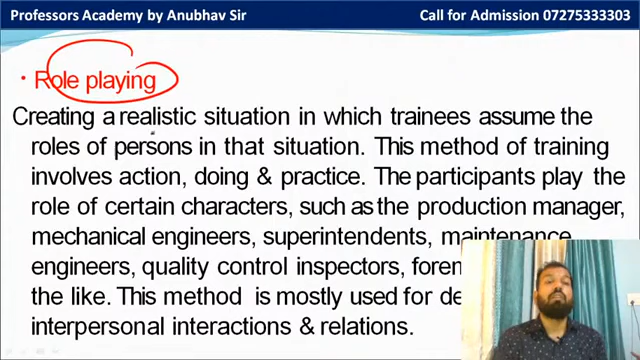 Professors Academy by Anubhav Sir Call for Admission 07275333303
• Role playing
Creating a realistic situation in which trainees assume the
roles of persons in that situation. This method of training
involves action, doing & practice. The participants play the
role of certain characters, such as the production manager,
mechanical engineers, superintendents, maintenance
engineers, quality control inspectors,
the like. This method is mostly used for
interpersonal interactions & relations.